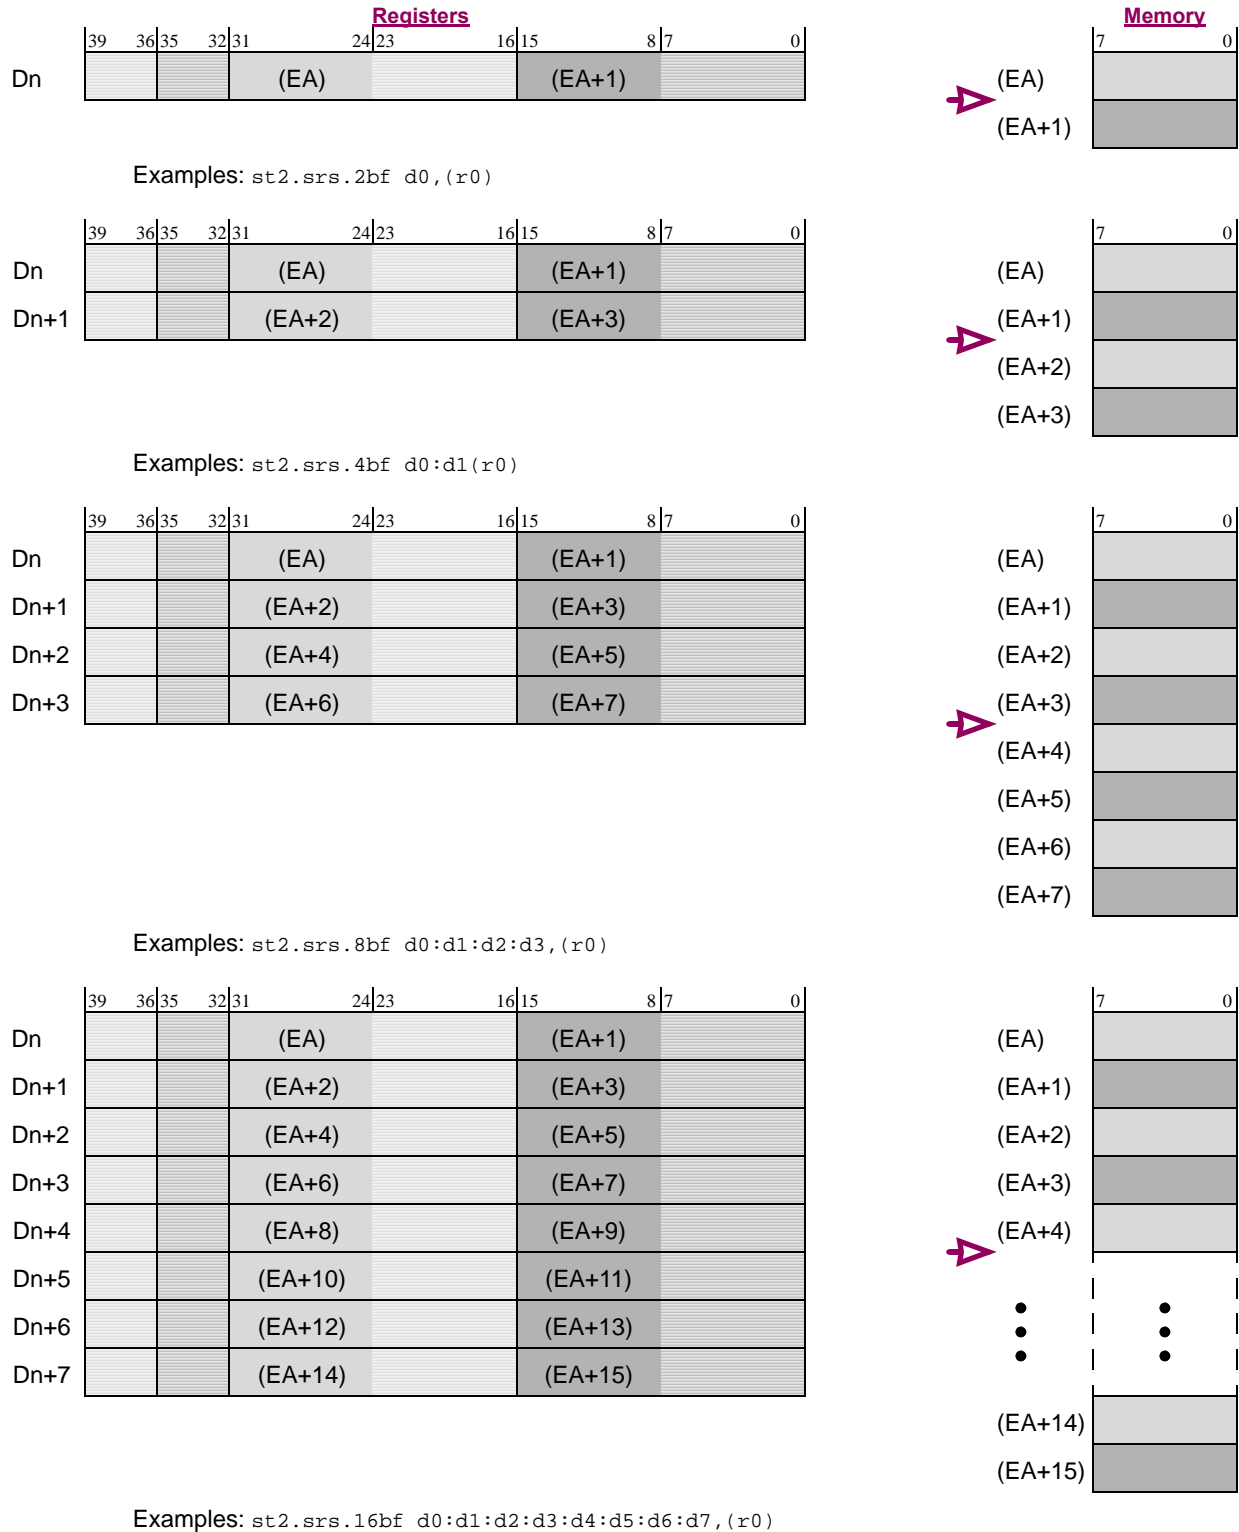 Registers Memory
39 36 35 32 31 24 23 16 15 8 7 0 7 0
Dn (EA) (EA+1) (EA)
(EA+1)
Examples: st2.srs.2bf d0,(r0)
39 36 35 32 31 24 23 16 15 8 7 0 7 0
Dn (EA) (EA+1) (EA)
Dn+1 (EA+2) (EA+3) (EA+1)
(EA+2)
(EA+3)
Examples: st2.srs.4bf d0:d1(r0)
39 36 35 32 31 24 23 16 15 8 7 0 7 0
Dn (EA) (EA+1) (EA)
Dn+1 (EA+2) (EA+3) (EA+1)
Dn+2 (EA+4) (EA+5) (EA+2)
Dn+3 (EA+6) (EA+7) (EA+3)
(EA+4)
(EA+5)
(EA+6)
(EA+7)
Examples: st2.srs.8bf d0:d1:d2:d3,(r0)
39 36 35 32 31 24 23 16 15 8 7 0 7 0
Dn (EA) (EA+1) (EA)
Dn+1 (EA+2) (EA+3) (EA+1)
Dn+2 (EA+4) (EA+5) (EA+2)
Dn+3 (EA+6) (EA+7) (EA+3)
Dn+4 (EA+8) (EA+9) (EA+4)
Dn+5 (EA+10) (EA+11)
Dn+6 (EA+12) (EA+13)
Dn+7 (EA+14) (EA+15)
(EA+14)
(EA+15)
Examples: st2.srs.16bf d0:d1:d2:d3:d4:d5:d6:d7,(r0)